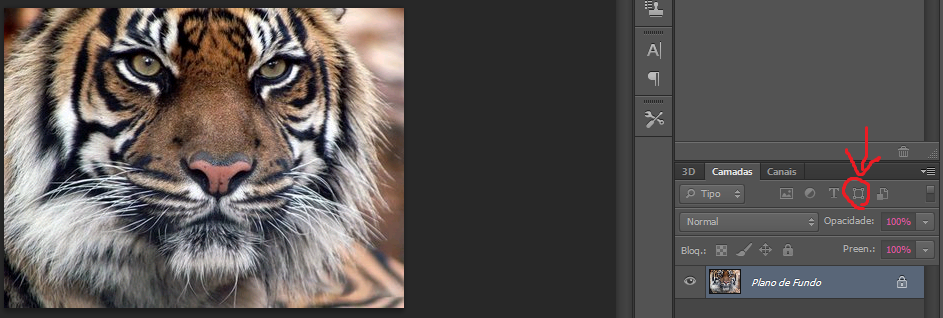 3D Camadas Canais
Tipo
Normal Opacidade: 100%
Bloq.: Preen.: 100%
Plano de Fundo